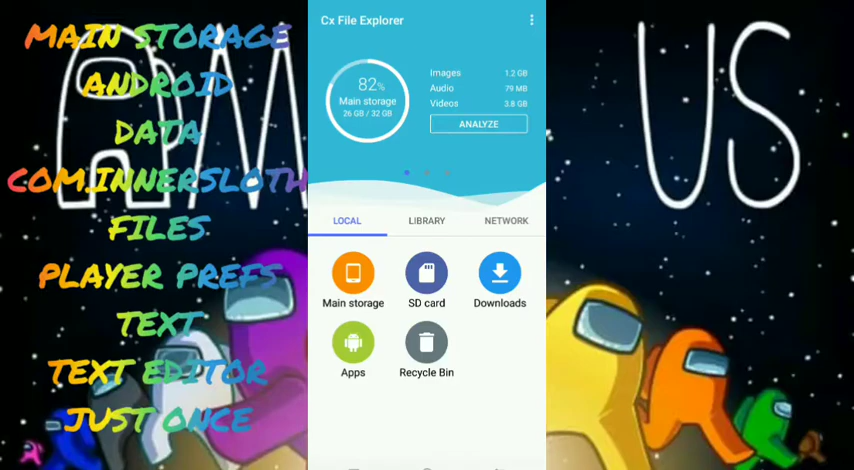 MAIN STORAGE
ANDROID
DATA
COM.INNERSLOTH
FILES
PLAYER PREFS
TEXT
TEXT EDITOR
JUST ONCE
AM
Cx File Explorer
82%
Main storage
26 GB / 32 GB
Images 1.2 GB
Audio 79 MB
Videos 3.8 GB
ANALYZE
LOCAL LIBRARY NETWORK
Main storage SD card Downloads
Apps Recycle Bin
US